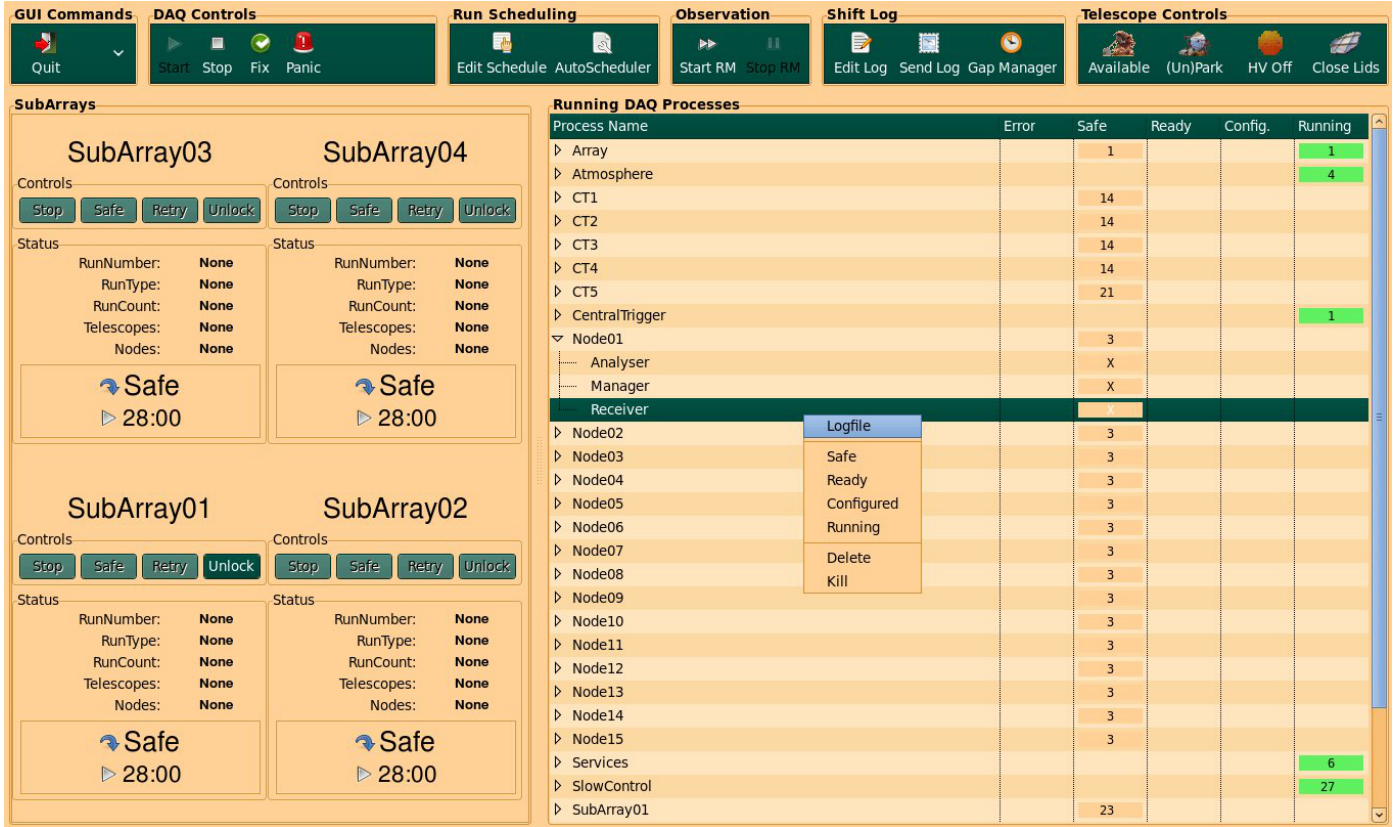 GUI Commands DAQ Controls Run Scheduling Observation Shift Log Telescope Controls
Quit Start Stop Fix Panic Edit Schedule AutoScheduler Start RM Stop RM Edit Log Send Log Gap Manager Available (Un)Park HV Off Close Lids
SubArrays
SubArray03 SubArray04
Controls Controls
Stop Safe Retry Unlock Stop Safe Retry Unlock
Status Status
RunNumber: None RunNumber: None
RunType: None RunType: None
RunCount: None RunCount: None
Telescopes: None Telescopes: None
Nodes: None Nodes: None
Safe Safe
28:00 28:00
SubArray01 SubArray02
Controls Controls
Stop Safe Retry Unlock Stop Safe Retry Unlock
Status Status
RunNumber: None RunNumber: None
RunType: None RunType: None
RunCount: None RunCount: None
Telescopes: None Telescopes: None
Nodes: None Nodes: None
Safe Safe
28:00 28:00
Running DAQ Processes
Process Name Error Safe Ready Config. Running
Array 1 1
Atmosphere 4
CT1 14
CT2 14
CT3 14
CT4 14
CT5 21
CentralTrigger 1
Node01 3
Analyser X
Manager X
Receiver X
Node02 3
Node03 3
Node04 3
Node05 3
Node06 3
Node07 3
Node08 3
Node09 3
Node10 3
Node11 3
Node12 3
Node13 3
Node14 3
Node15 3
Services 6
SlowControl 27
SubArray01 23
Logfile
Safe
Ready
Configured
Running
Delete
Kill